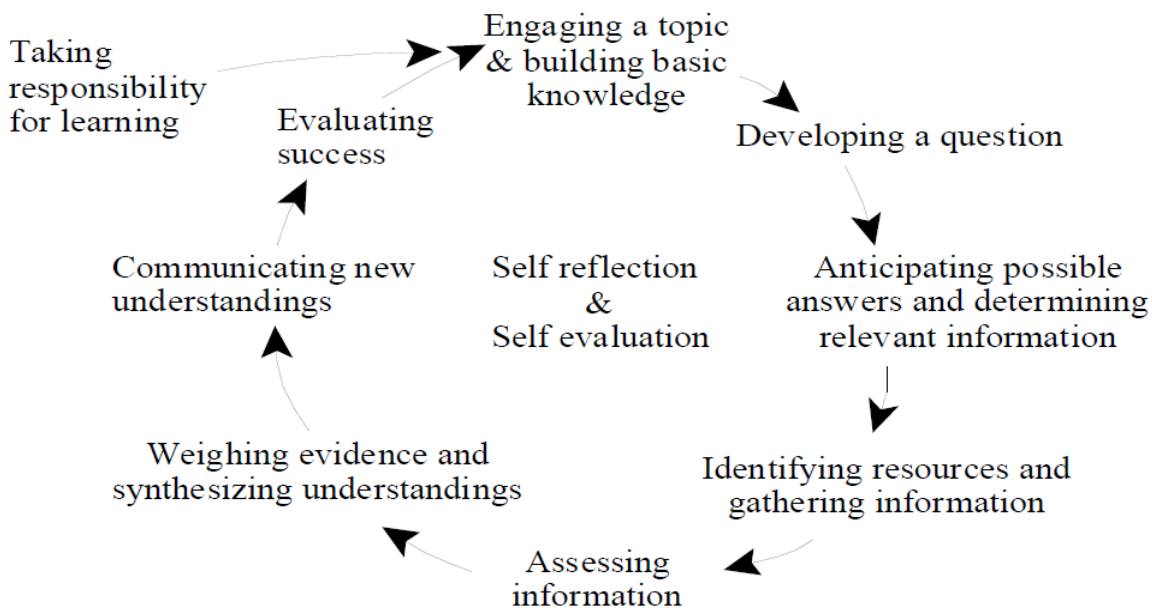 Taking
responsibility
for learning
Engaging a topic
& building basic
knowledge
Developing a question
Anticipating possible
answers and determining
relevant information
Identifying resources and
gathering information
Assessing
information
Weighing evidence and
synthesizing understandings
Communicating new
understandings
Evaluating
success
Self reflection
&
Self evaluation